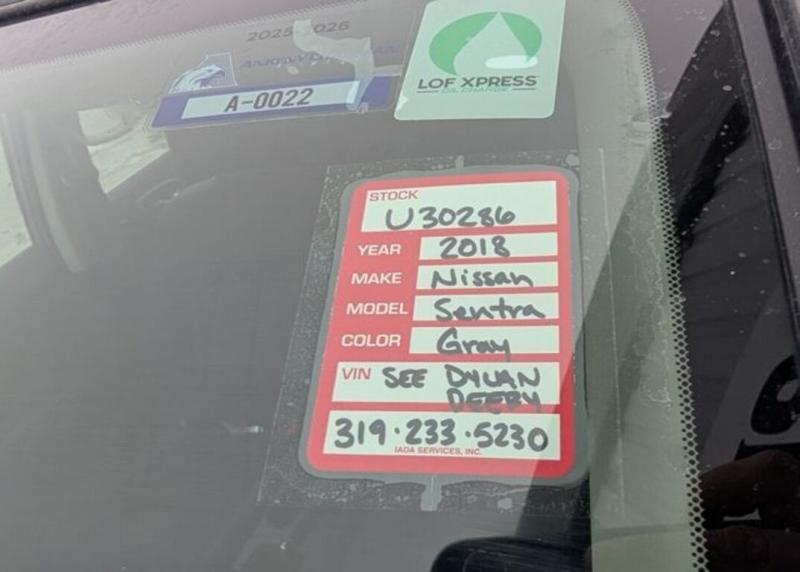 2025-2026
A-0022
LOF XPRESS
OIL CHANGE
STOCK
U30286
YEAR 2018
MAKE Nissan
MODEL Sentra
COLOR Gray
VIN SEE DYLAN
DEEBY
319·233·5230
IADA SERVICES, INC.